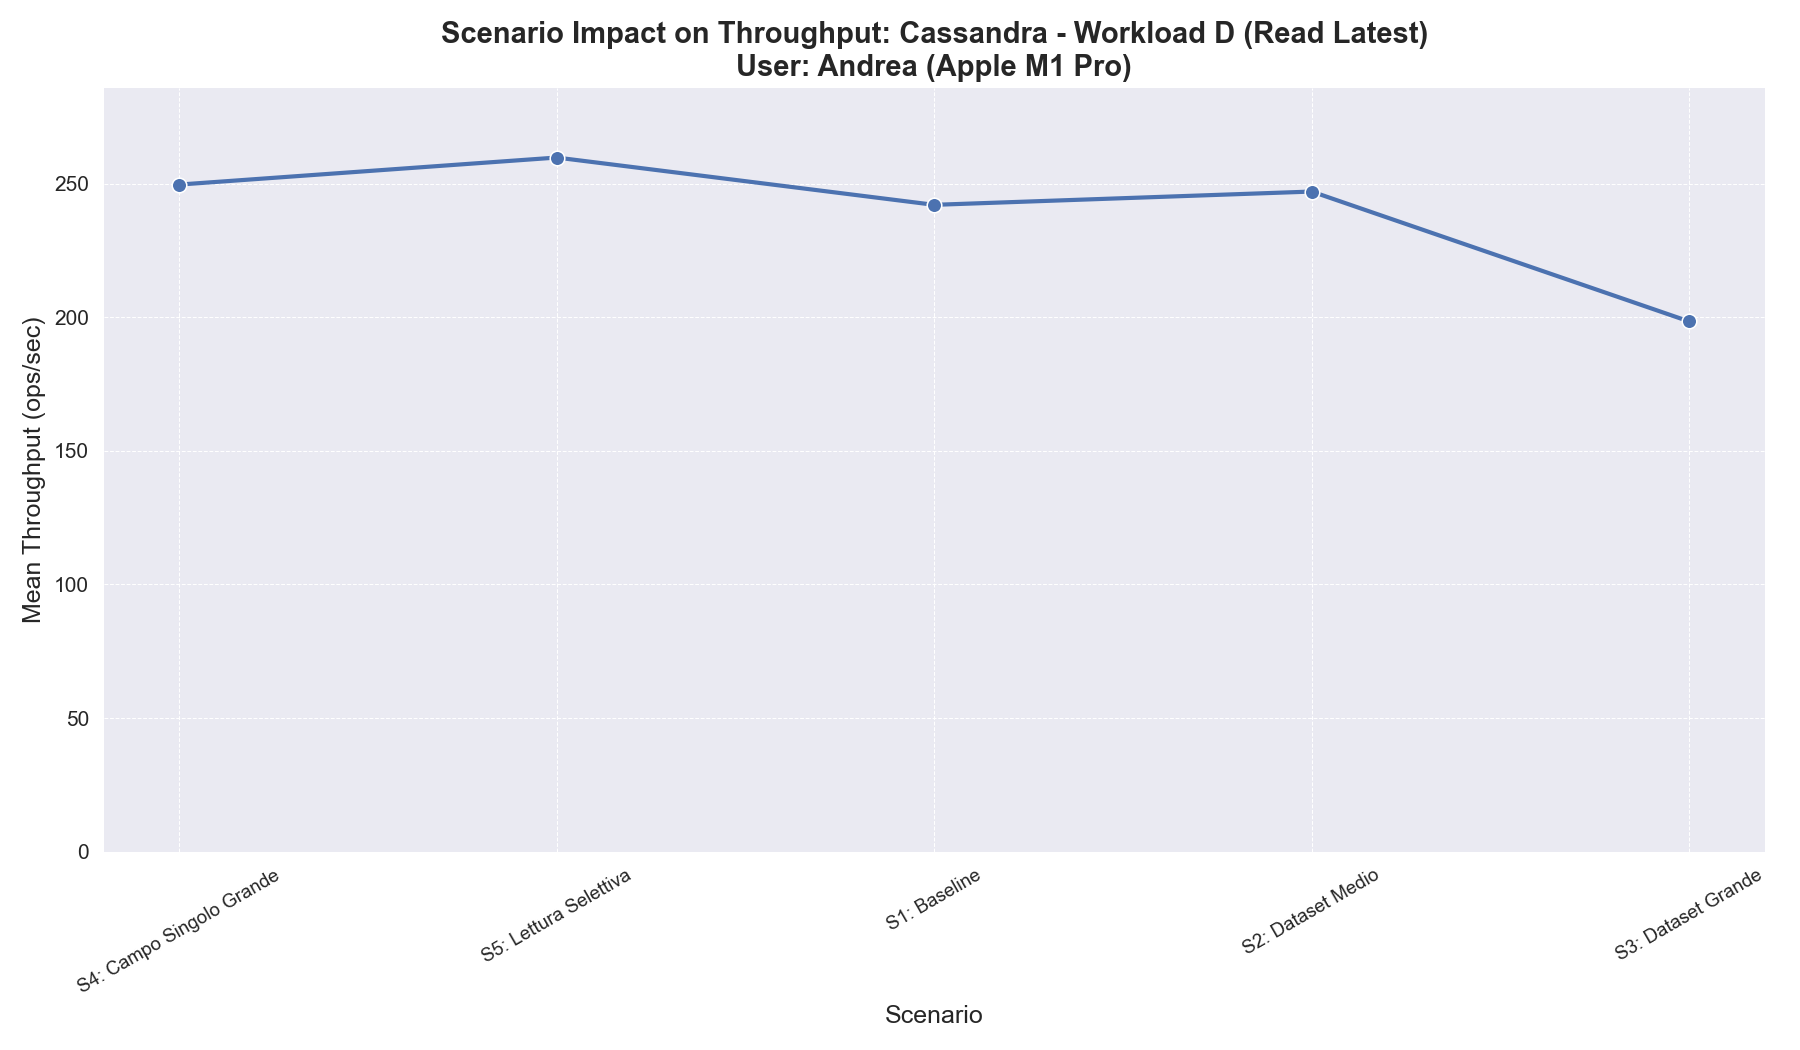 Scenario Impact on Throughput: Cassandra - Workload D (Read Latest)
User: Andrea (Apple M1 Pro)
Mean Throughput (ops/sec)
250
200
150
100
50
0
S4: Campo Singolo Grande
S5: Lettura Selettiva
S1: Baseline
S2: Dataset Medio
S3: Dataset Grande
Scenario